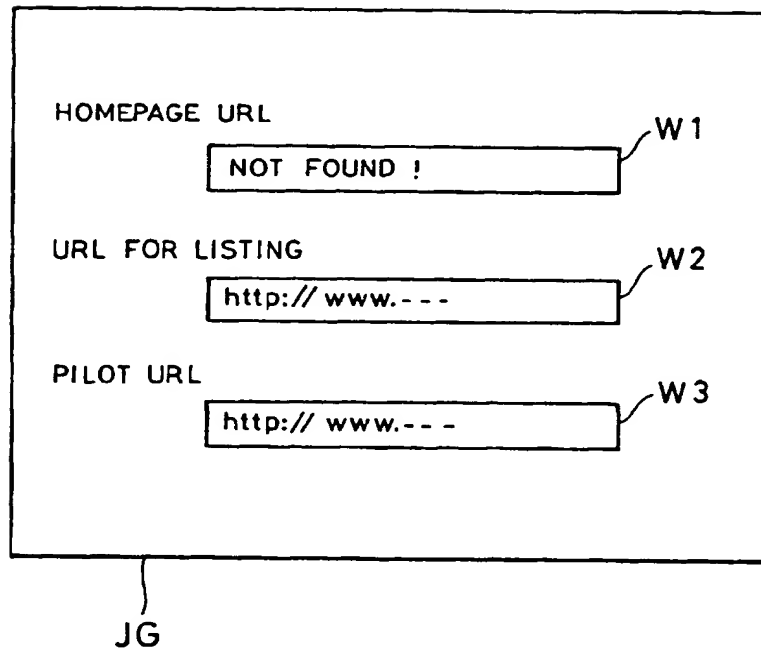 HOMEPAGE URL
W1
NOT FOUND !
URL FOR LISTING
W2
http:// www.---
PILOT URL
W3
http:// www.---
JG